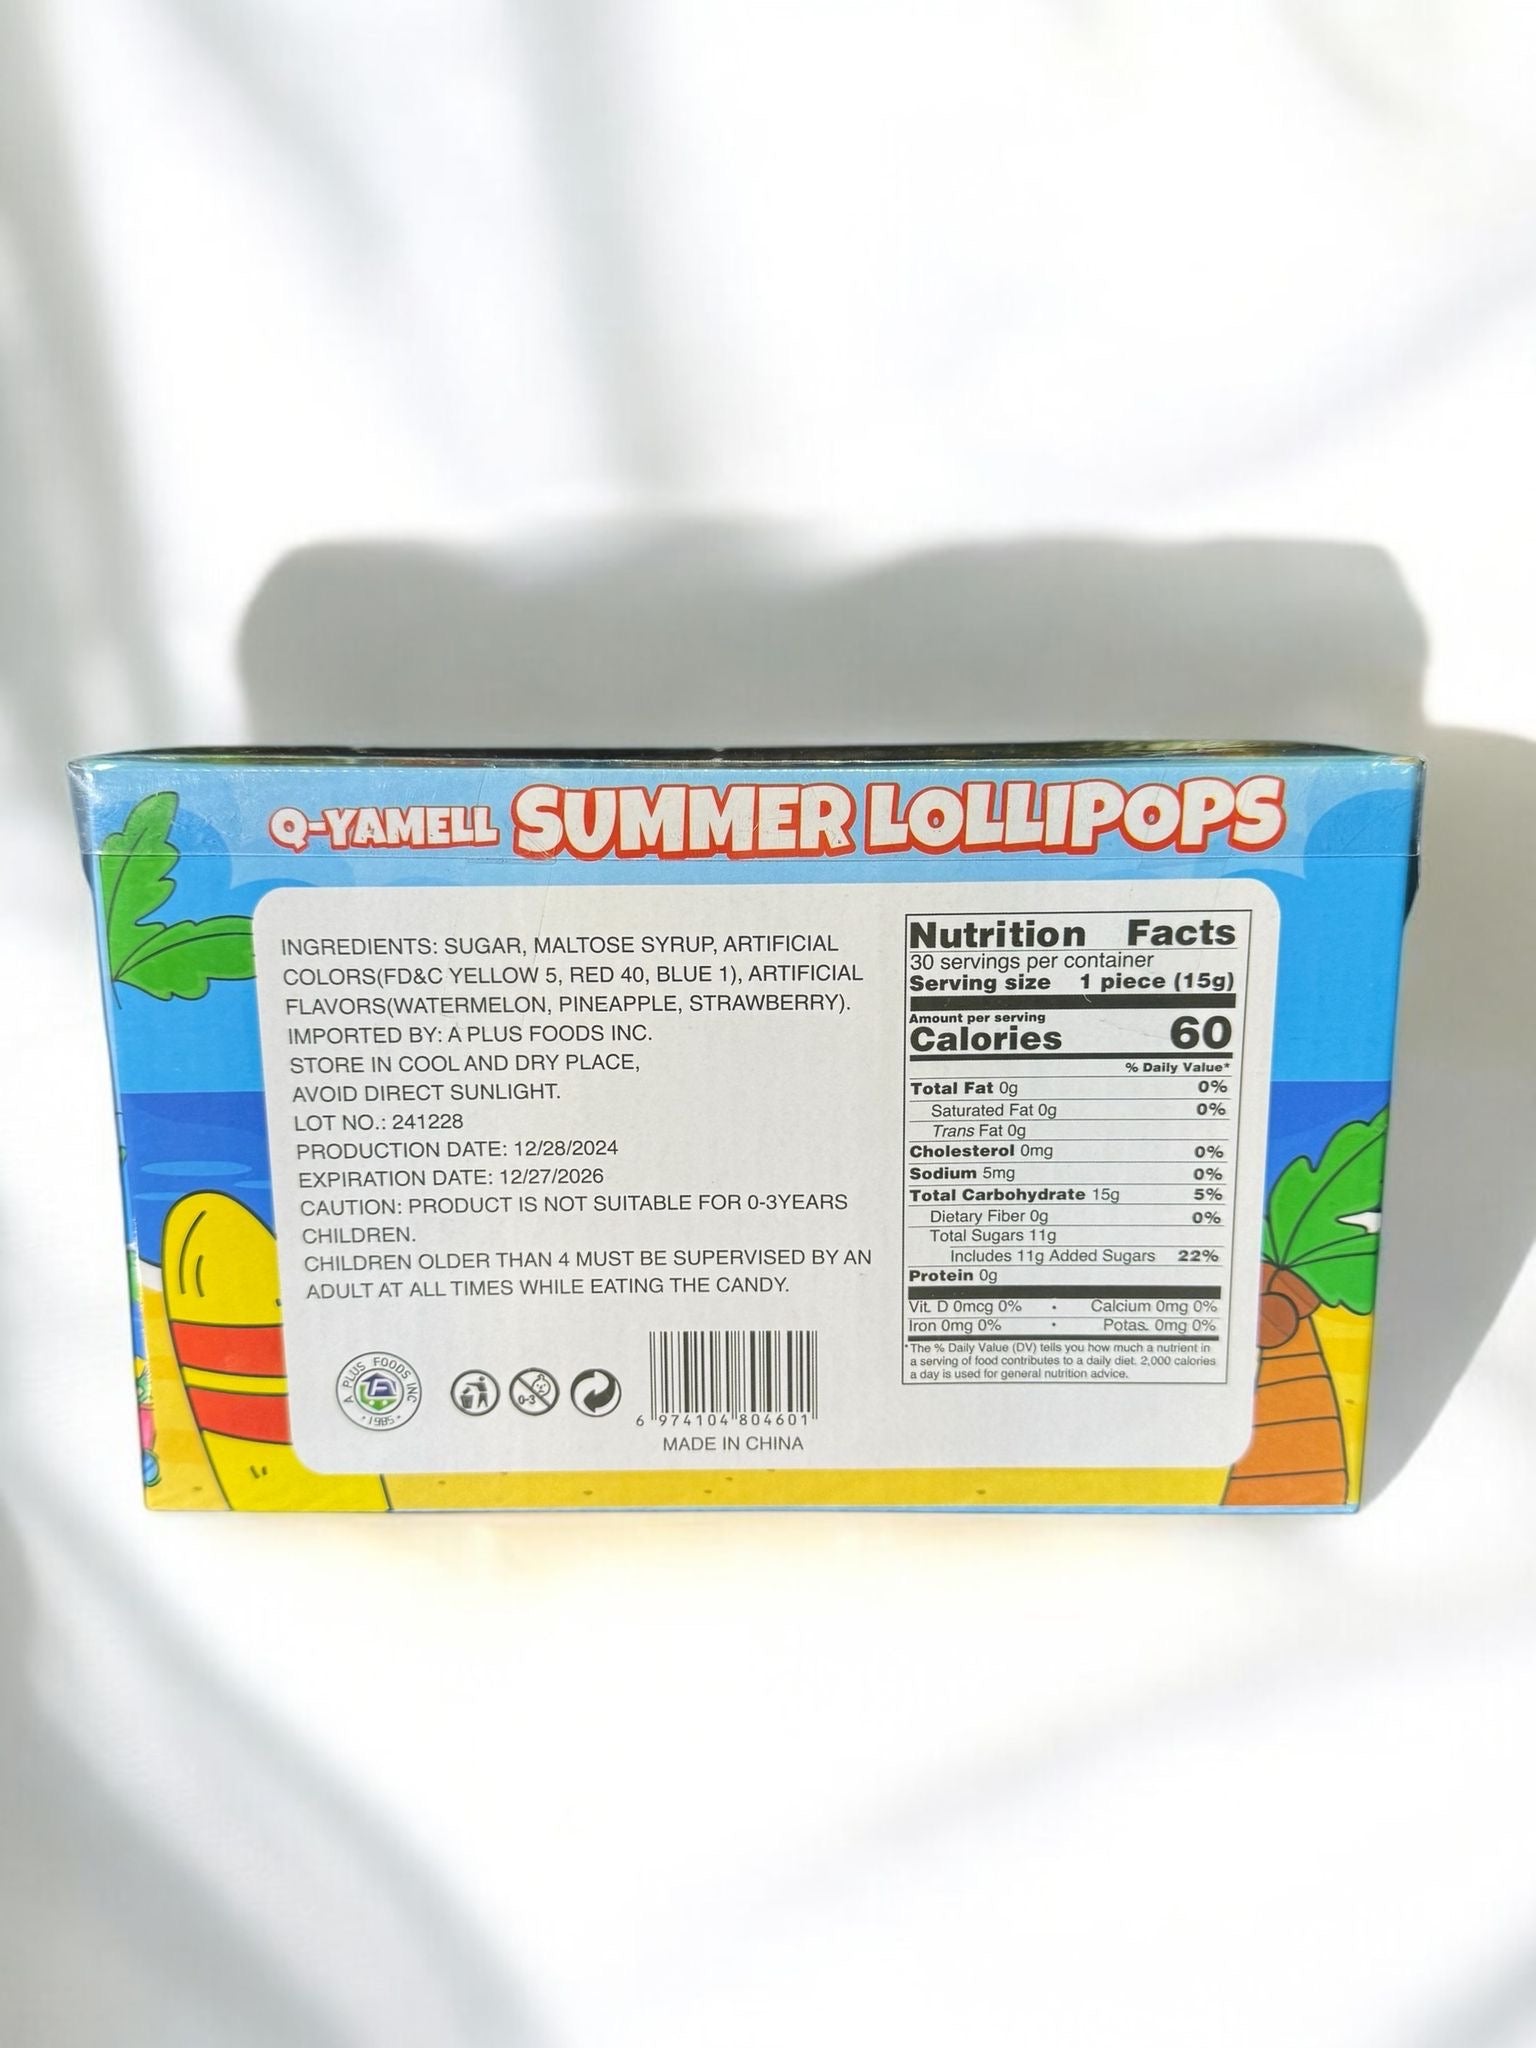 Q-YAMELL SUMMER LOLLIPOPS
INGREDIENTS: SUGAR, MALTOSE SYRUP, ARTIFICIAL
COLORS(FD&C YELLOW 5, RED 40, BLUE 1), ARTIFICIAL
FLAVORS(WATERMELON, PINEAPPLE, STRAWBERRY).
IMPORTED BY: A PLUS FOODS INC.
STORE IN COOL AND DRY PLACE,
AVOID DIRECT SUNLIGHT.
LOT NO.: 241228
PRODUCTION DATE: 12/28/2024
EXPIRATION DATE: 12/27/2026
CAUTION: PRODUCT IS NOT SUITABLE FOR 0-3YEARS
CHILDREN.
CHILDREN OLDER THAN 4 MUST BE SUPERVISED BY AN
ADULT AT ALL TIMES WHILE EATING THE CANDY.
A PLUS FOODS INC
• 1985 •
0-3
6 974104 804601
MADE IN CHINA
Nutrition Facts
30 servings per container
Serving size 1 piece (15g)
Amount per serving
Calories 60
% Daily Value*
Total Fat 0g 0%
Saturated Fat 0g 0%
Trans Fat 0g
Cholesterol 0mg 0%
Sodium 5mg 0%
Total Carbohydrate 15g 5%
Dietary Fiber 0g 0%
Total Sugars 11g
Includes 11g Added Sugars 22%
Protein 0g
Vit. D 0mcg 0% • Calcium 0mg 0%
Iron 0mg 0% • Potas. 0mg 0%
*The % Daily Value (DV) tells you how much a nutrient in
a serving of food contributes to a daily diet. 2,000 calories
a day is used for general nutrition advice.